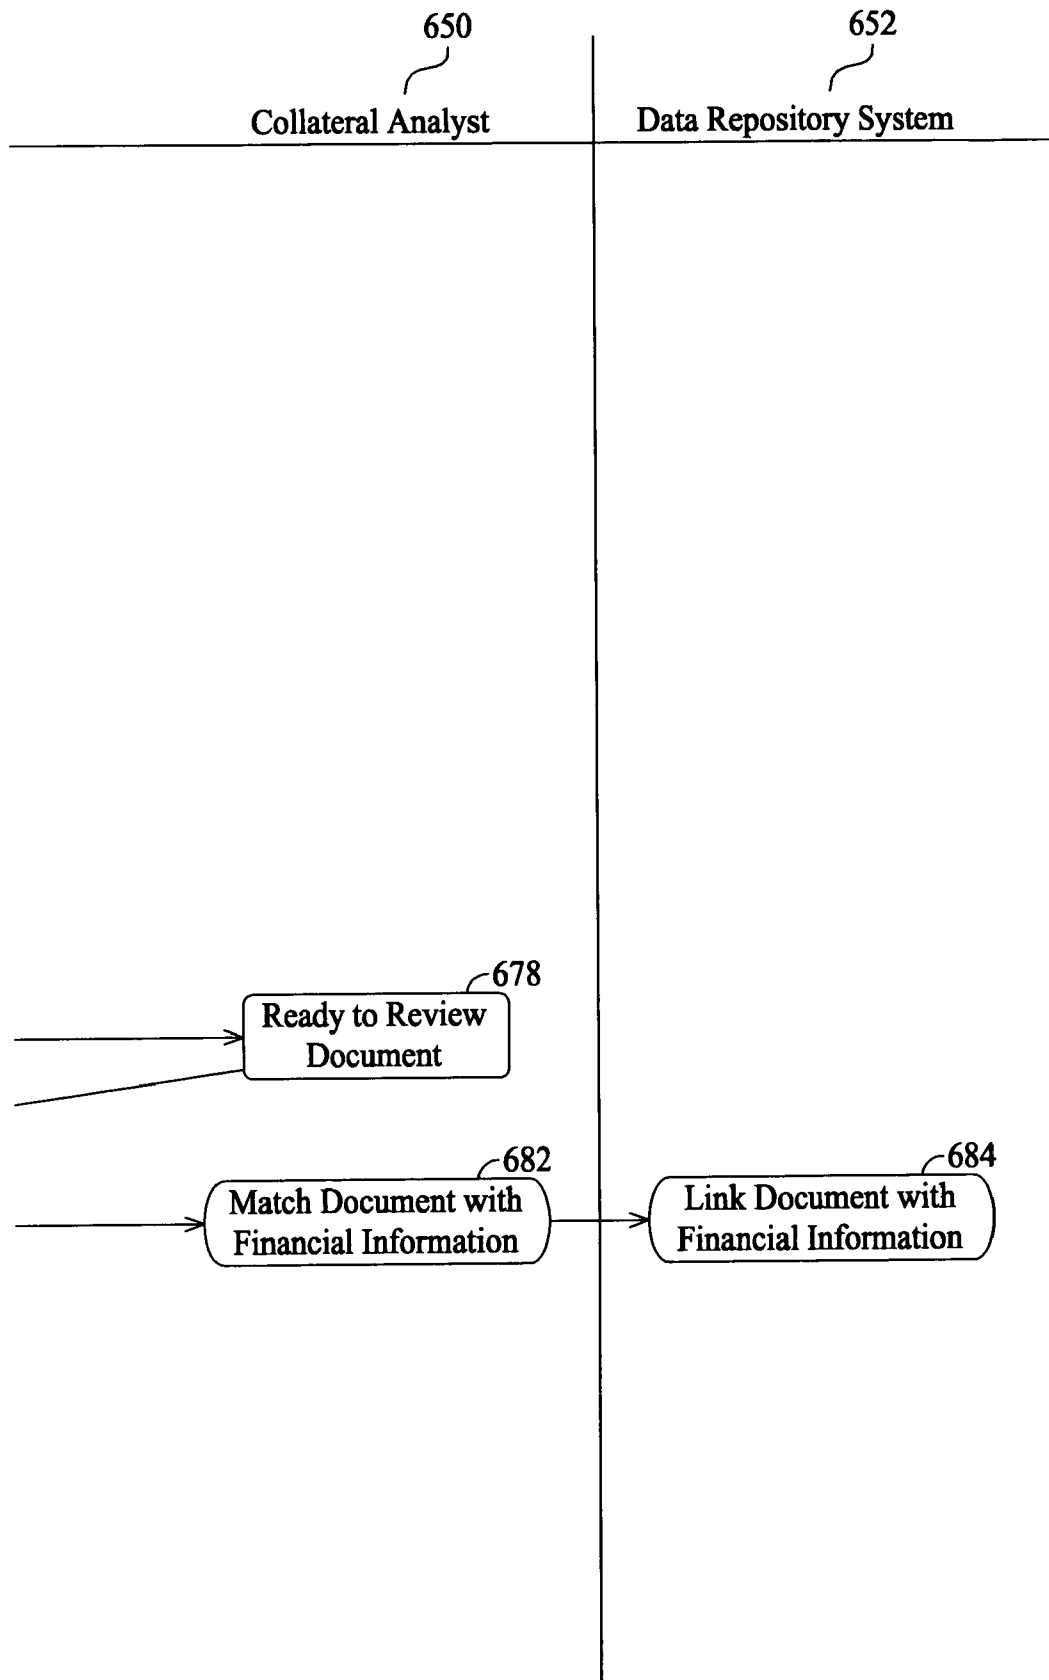 650
652
Collateral Analyst
Data Repository System
678
Ready to Review
Document
682
Match Document with
Financial Information
684
Link Document with
Financial Information